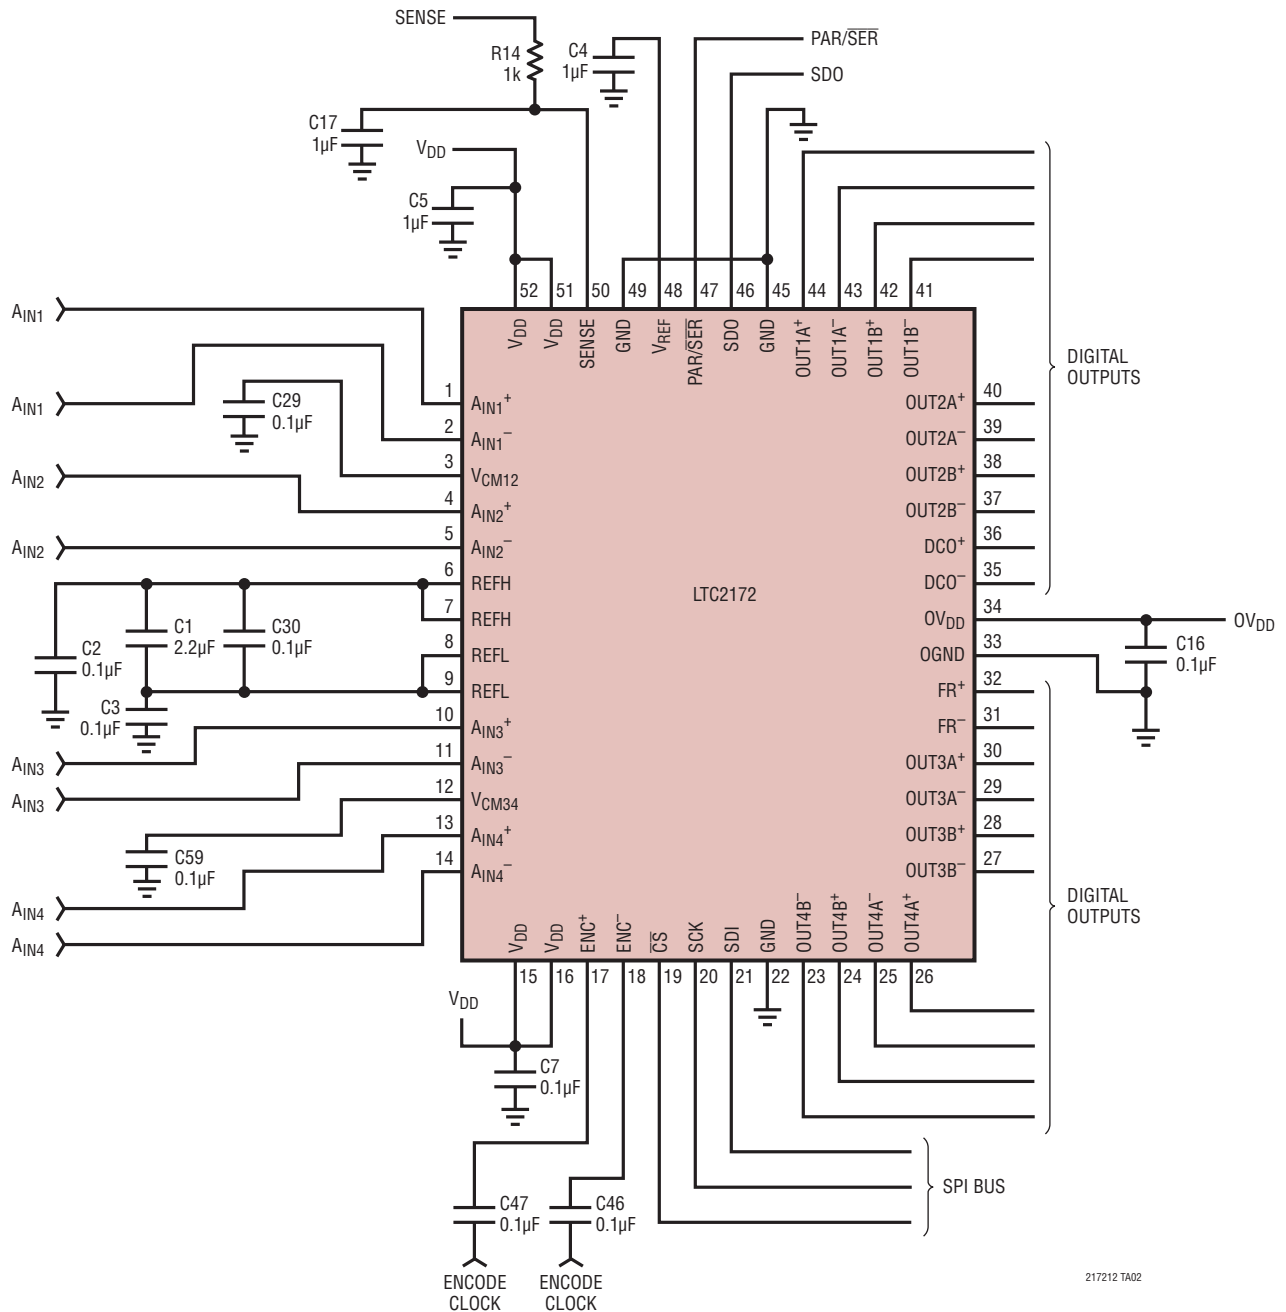 SENSE
R14
1k
C4
1µF
PAR/S̅E̅R̅
SDO
C17
1µF
VDD
C5
1µF
52
51
50
49
48
47
46
45
44
43
42
41
VDD
VDD
SENSE
GND
VREF
PAR/S̅E̅R̅
SDO
GND
OUT1A+
OUT1A–
OUT1B+
OUT1B–
DIGITAL
OUTPUTS
AIN1
AIN1
C29
0.1µF
AIN2
AIN2
C2
0.1µF
C1
2.2µF
C30
0.1µF
C3
0.1µF
AIN3
AIN3
C59
0.1µF
AIN4
AIN4
1
AIN1+
2
AIN1–
3
VCM12
4
AIN2+
5
AIN2–
6
REFH
7
REFH
8
REFL
9
REFL
10
AIN3+
11
AIN3–
12
VCM34
13
AIN4+
14
AIN4–
LTC2172
OUT2A+
40
OUT2A–
39
OUT2B+
38
OUT2B–
37
DCO+
36
DCO–
35
OVDD
34
OVDD
OGND
33
C16
0.1µF
FR+
32
FR–
31
OUT3A+
30
OUT3A–
29
OUT3B+
28
OUT3B–
27
DIGITAL
OUTPUTS
VDD
VDD
ENC+
ENC–
C̅S̅
SCK
SDI
GND
OUT4B–
OUT4B+
OUT4A–
OUT4A+
15
16
17
18
19
20
21
22
23
24
25
26
VDD
C7
0.1µF
C47
0.1µF
C46
0.1µF
SPI BUS
ENCODE
CLOCK
ENCODE
CLOCK
217212 TA02